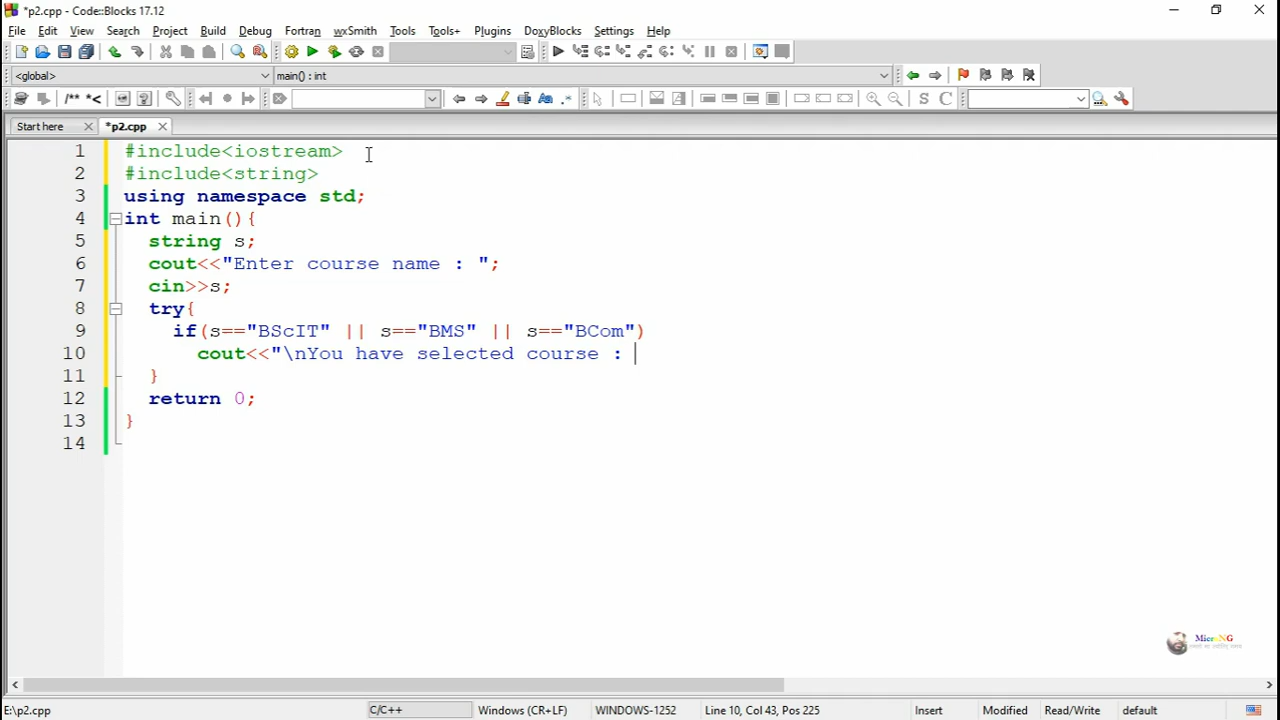 *p2.cpp - Code::Blocks 17.12
File Edit View Search Project Build Debug Fortran wxSmith Tools Tools+ Plugins DoxyBlocks Settings Help
<global> main() : int
/** *< S C
Start here *p2.cpp
1 #include<iostream>
2 #include<string>
3 using namespace std;
4 int main(){
5 string s;
6 cout<<"Enter course name : ";
7 cin>>s;
8 try{
9 if(s=="BScIT" || s=="BMS" || s=="BCom")
10 cout<<"\nYou have selected course :
11 }
12 return 0;
13 }
14
MicroNG
E:\p2.cpp C/C++ Windows (CR+LF) WINDOWS-1252 Line 10, Col 43, Pos 225 Insert Modified Read/Write default